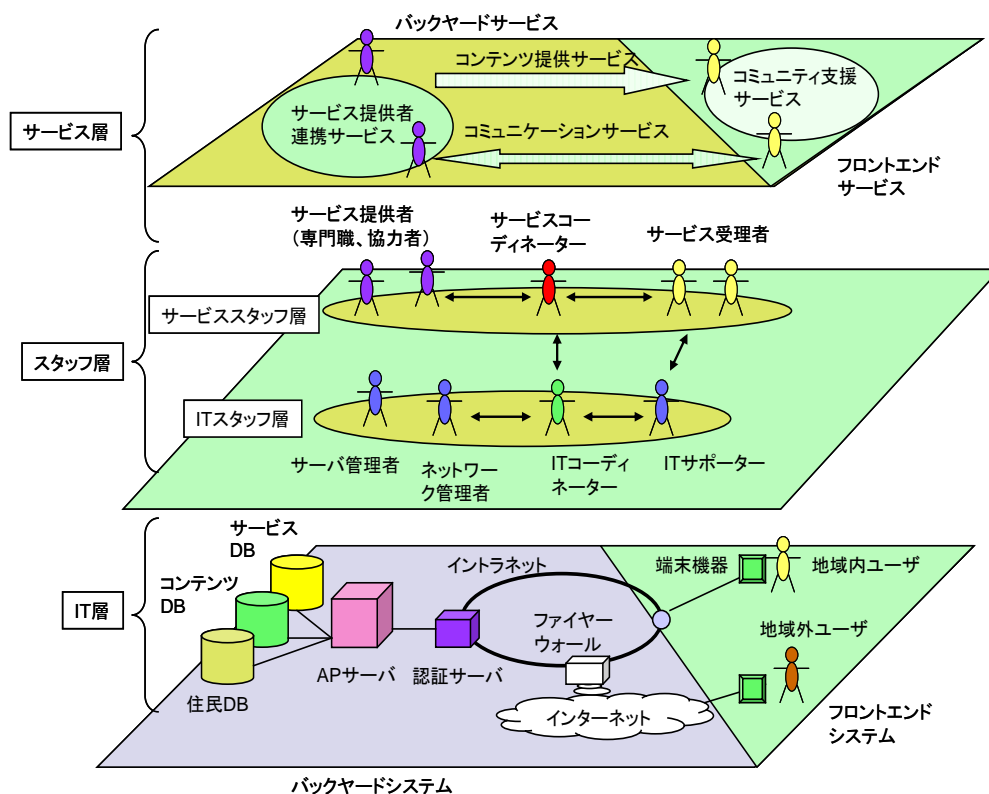 バックヤードサービス
コンテンツ提供サービス
コミュニティ支援
サービス
サービス提供者
連携サービス
コミュニケーションサービス
サービス層
フロントエンド
サービス
サービス提供者
（専門職、協力者）
サービスコー
ディネーター
サービス受理者
サービススタッフ層
スタッフ層
ITスタッフ層
サーバ管理者
ネットワー
ク管理者
ITコーディ
ネーター
ITサポーター
サービス
DB
コンテンツ
DB
イントラネット
端末機器
地域内ユーザ
IT層
ファイヤー
ウォール
地域外ユーザ
APサーバ
認証サーバ
住民DB
インターネット
フロントエンド
システム
バックヤードシステム